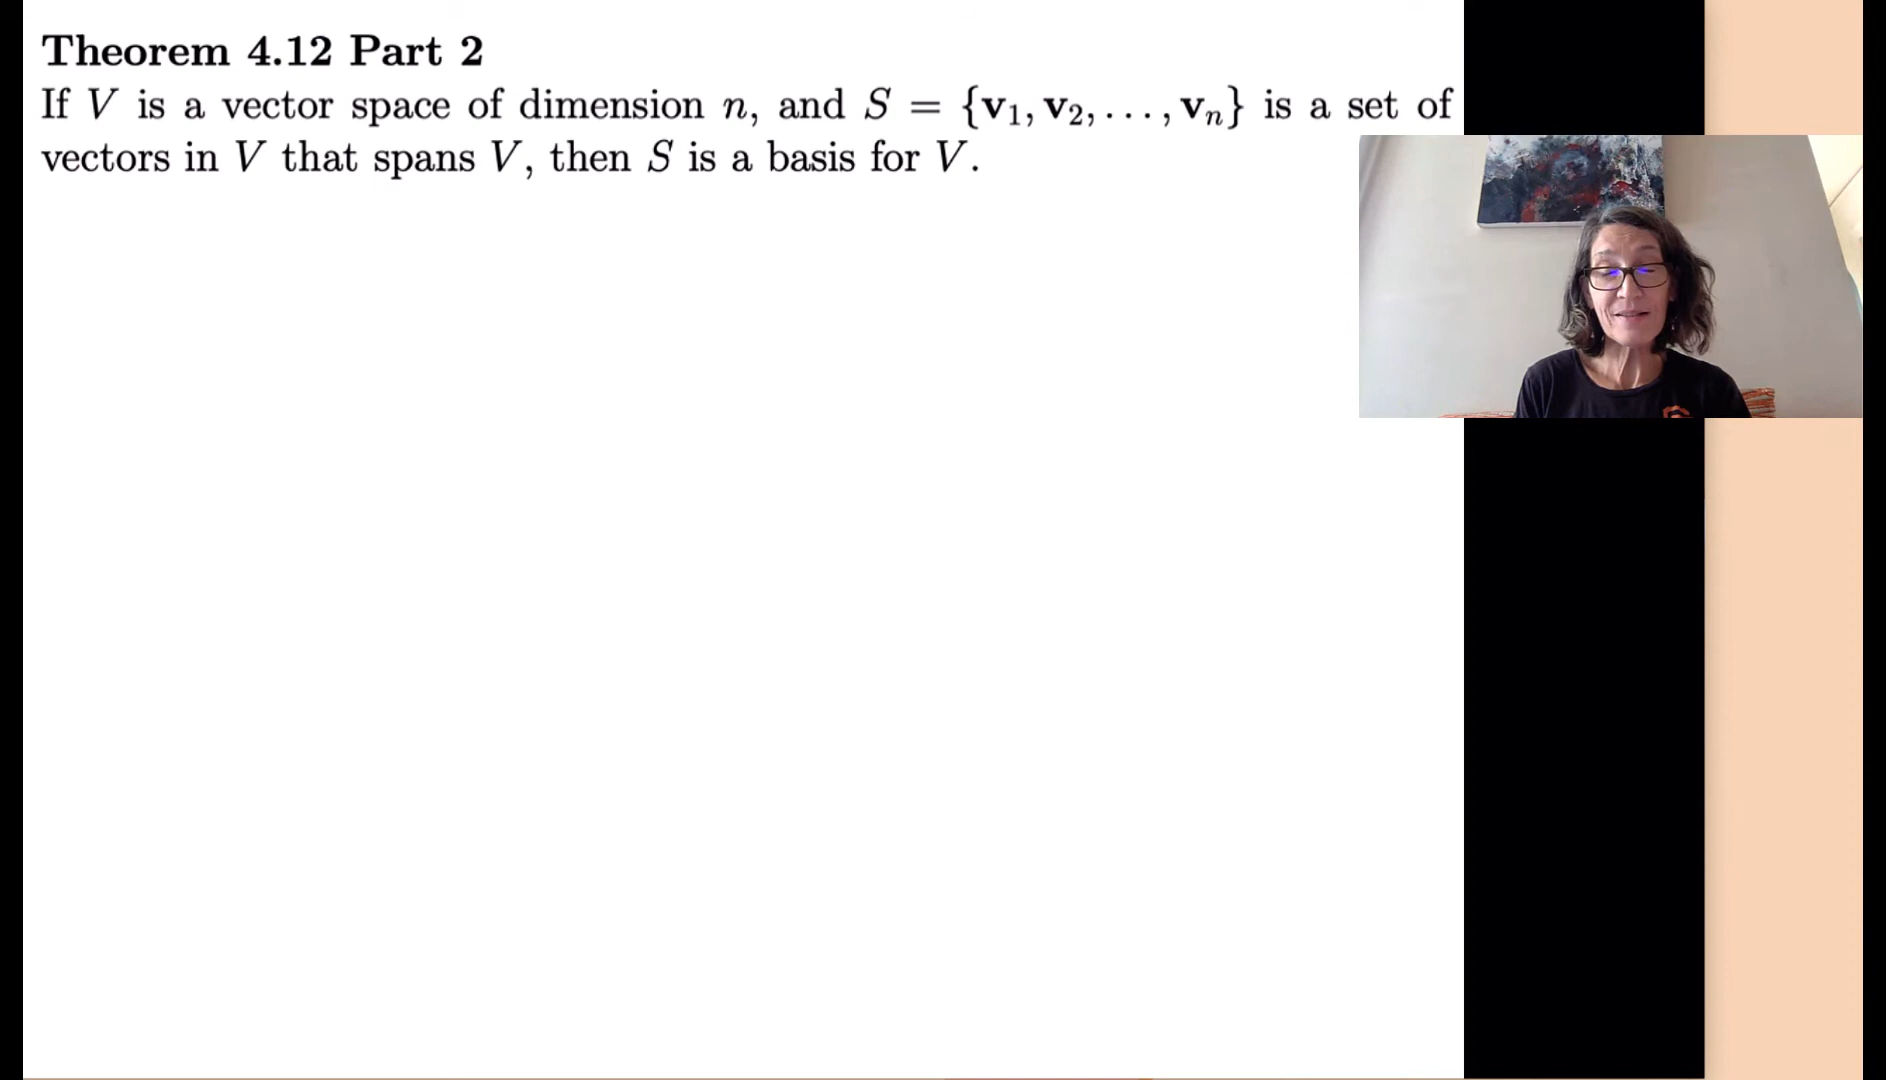 Theorem 4.12 Part 2
If V is a vector space of dimension n, and S = {v₁, v₂, . . . , vₙ} is a set of
vectors in V that spans V, then S is a basis for V.